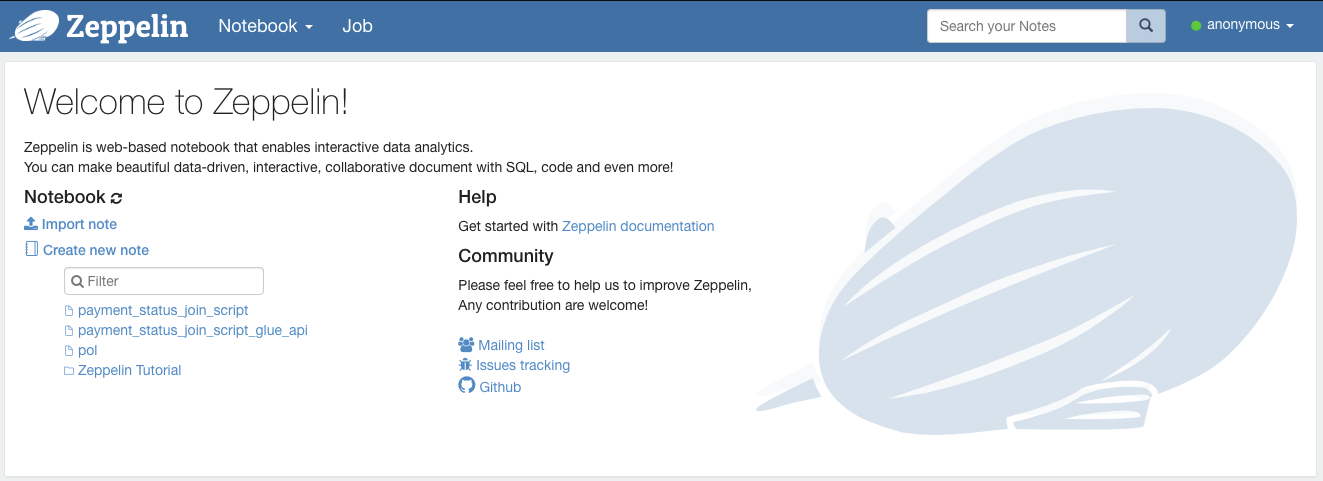 Zeppelin Notebook Job Search your Notes anonymous
Welcome to Zeppelin!
Zeppelin is web-based notebook that enables interactive data analytics.
You can make beautiful data-driven, interactive, collaborative document with SQL, code and even more!
Notebook
Import note
Create new note
Filter
payment_status_join_script
payment_status_join_script_glue_api
pol
Zeppelin Tutorial
Help
Get started with Zeppelin documentation
Community
Please feel free to help us to improve Zeppelin,
Any contribution are welcome!
Mailing list
Issues tracking
Github